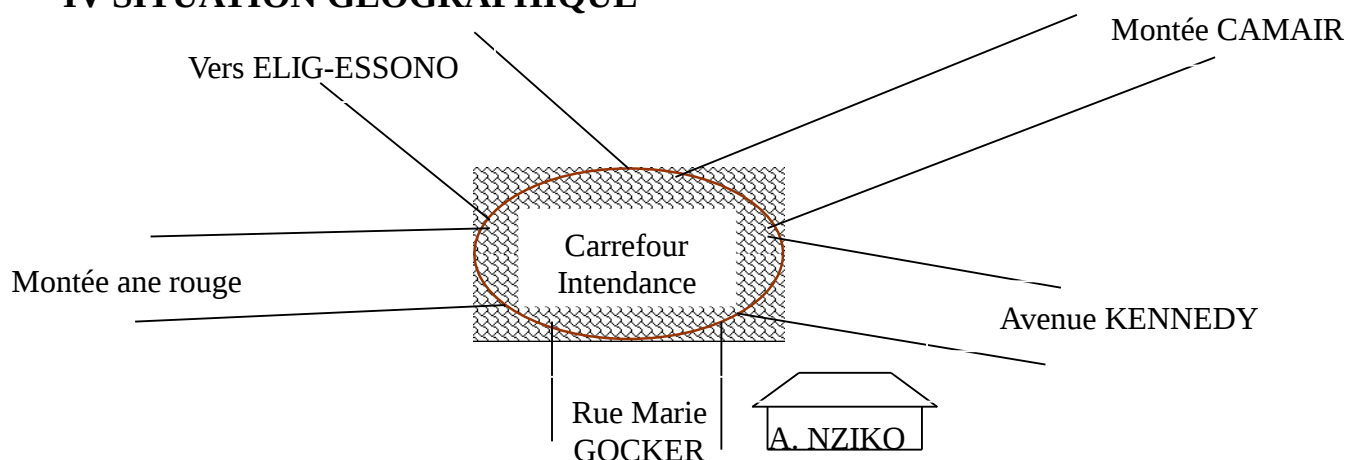 IV SITUATION GEOGRAPHIQUE
Montée CAMAIR
Vers ELIG-ESSONO
Carrefour
Intendance
Montée ane rouge
Avenue KENNEDY
Rue Marie
GOCKER
A. NZIKO